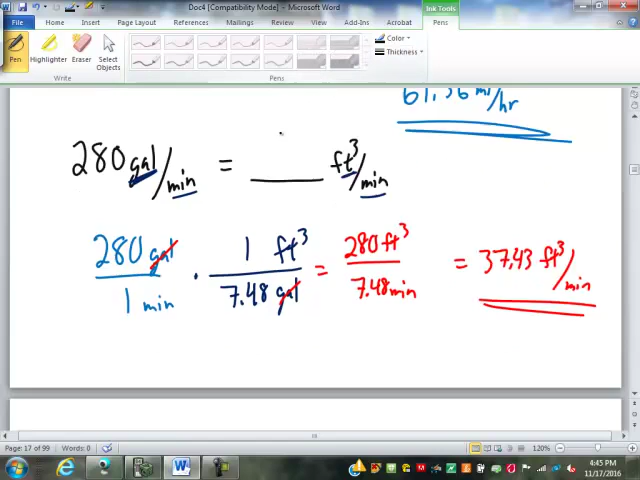 Doc4 [Compatibility Mode] - Microsoft Word
Ink Tools
File Home Insert Page Layout References Mailings Review View Acrobat Pens
Pen Highlighter Eraser Select Objects
Color
Thickness
Write Pens
61.36 mi/hr
280 gal/min = ____ ft³/min
280 gal / 1 min · 1 ft³ / 7.48 gal = 280 ft³ / 7.48 min = 37.43 ft³/min
Page: 17 of 99 Words: 0 120%
4:45 PM
11/17/2016